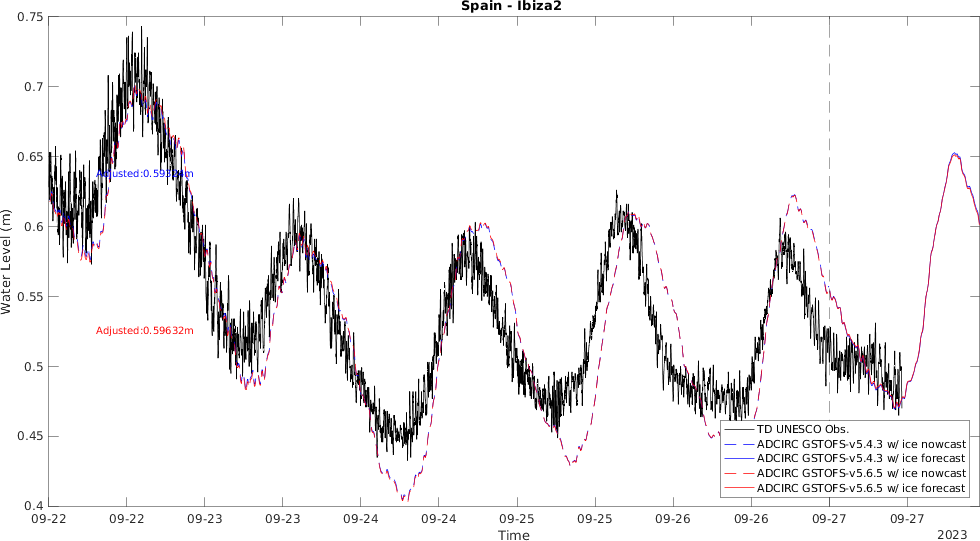 Spain - Ibiza2
0.75
0.7
0.65
0.6
0.55
0.5
0.45
0.4
Water Level (m)
Adjusted:0.59632m
TD UNESCO Obs.
ADCIRC GSTOFS-v5.4.3 w/ ice nowcast
ADCIRC GSTOFS-v5.4.3 w/ ice forecast
ADCIRC GSTOFS-v5.6.5 w/ ice nowcast
ADCIRC GSTOFS-v5.6.5 w/ ice forecast
09-22 09-22 09-23 09-23 09-24 09-24 09-25 09-25 09-26 09-26 09-27 09-27
Time
2023